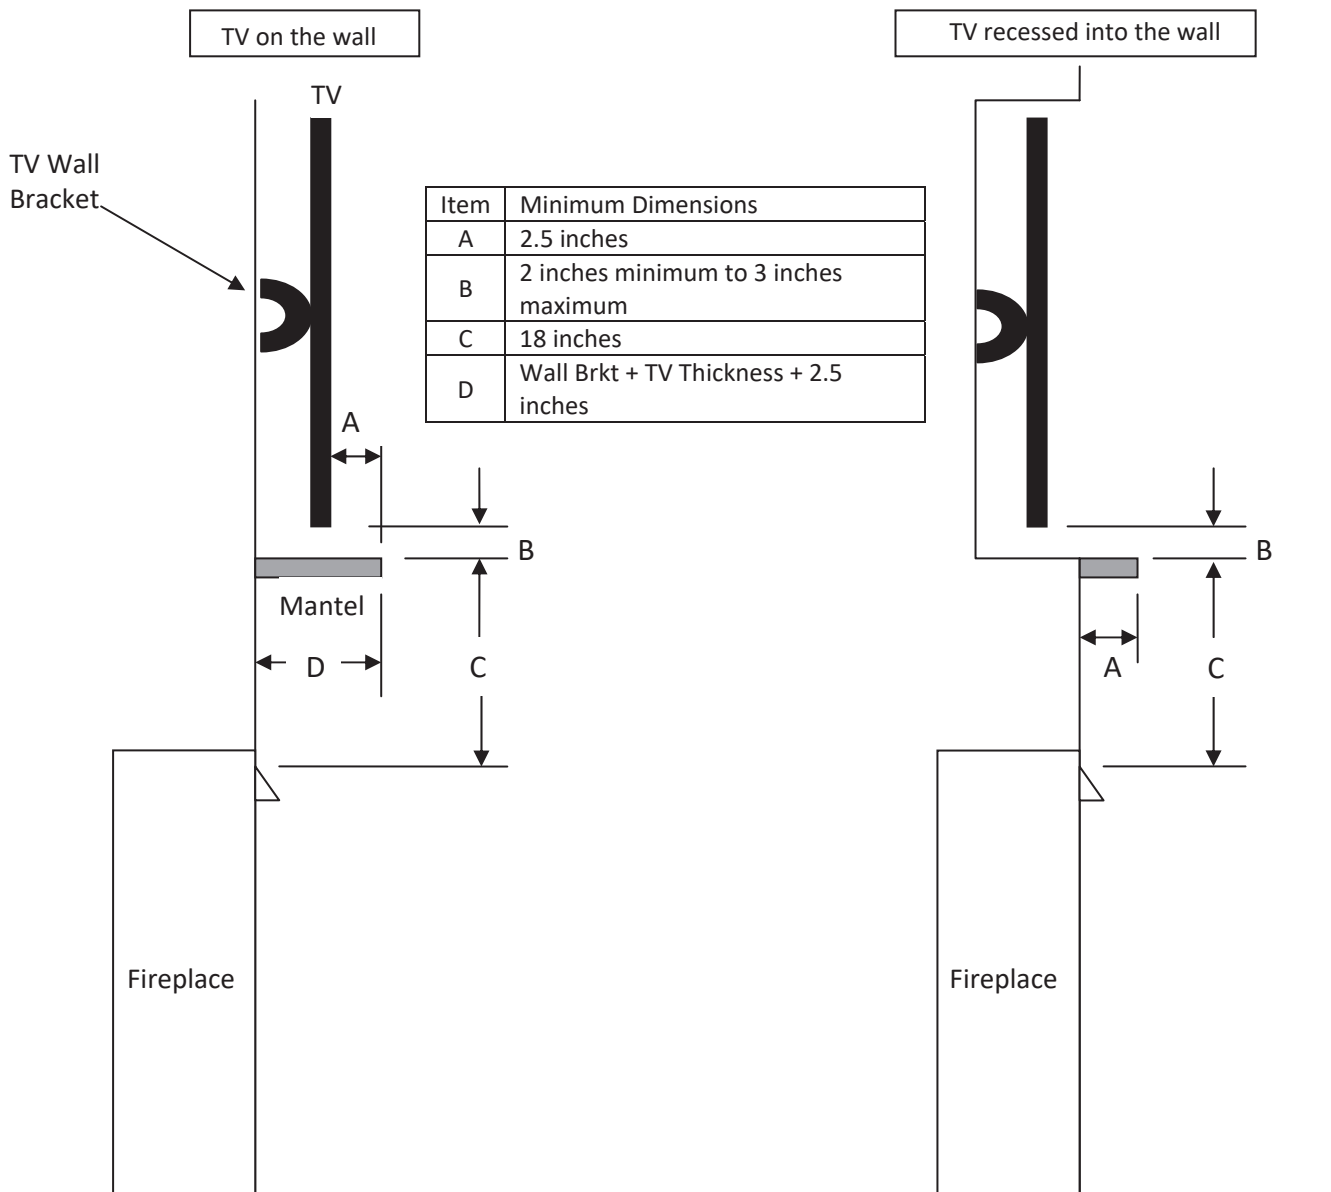 TV on the wall
TV recessed into the wall
TV
TV Wall
Bracket
Item Minimum Dimensions
A 2.5 inches
B 2 inches minimum to 3 inches
maximum
C 18 inches
D Wall Brkt + TV Thickness + 2.5
inches
A
B
Mantel
D
C
Fireplace
B
A
C
Fireplace